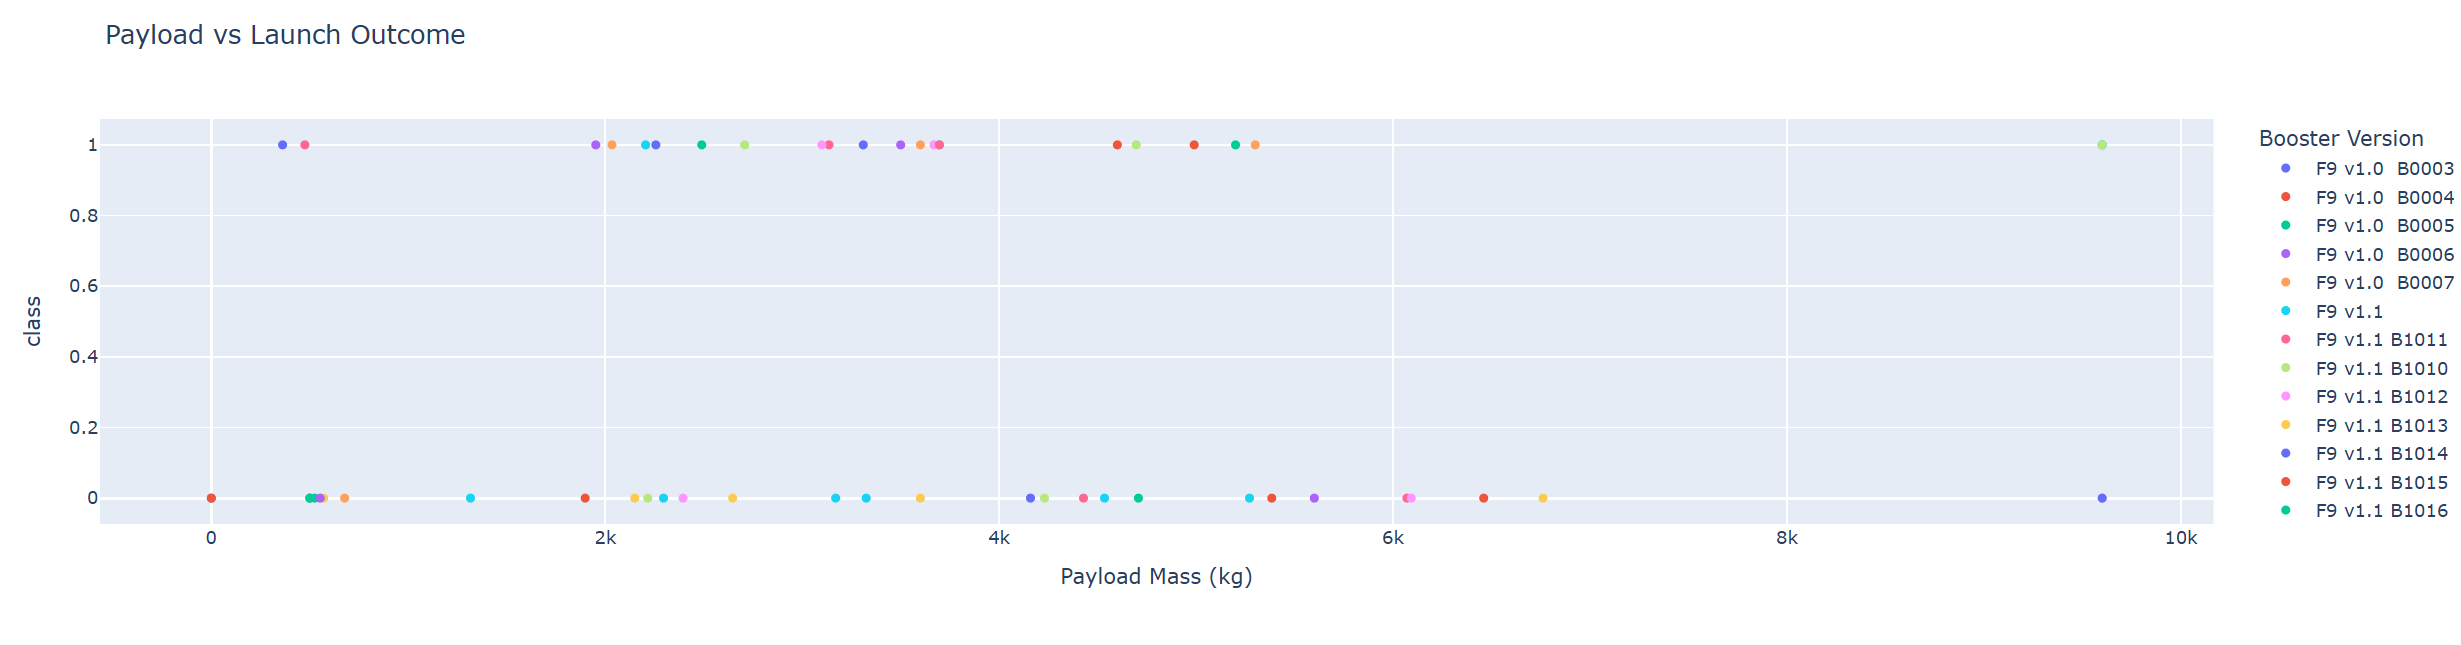 Payload vs Launch Outcome
1
0.8
0.6
0.4
0.2
0
class
0
2k
4k
6k
8k
10k
Payload Mass (kg)
Booster Version
F9 v1.0  B0003
F9 v1.0  B0004
F9 v1.0  B0005
F9 v1.0  B0006
F9 v1.0  B0007
F9 v1.1
F9 v1.1 B1011
F9 v1.1 B1010
F9 v1.1 B1012
F9 v1.1 B1013
F9 v1.1 B1014
F9 v1.1 B1015
F9 v1.1 B1016